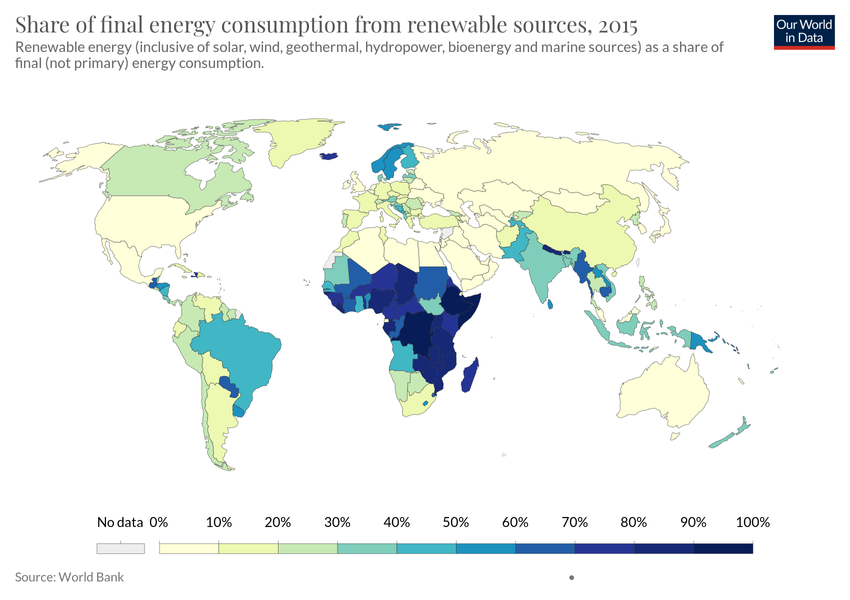 Share of final energy consumption from renewable sources, 2015
Our World
in Data
Renewable energy (inclusive of solar, wind, geothermal, hydropower, bioenergy and marine sources) as a share of
final (not primary) energy consumption.
No data 0% 10% 20% 30% 40% 50% 60% 70% 80% 90% 100%
Source: World Bank